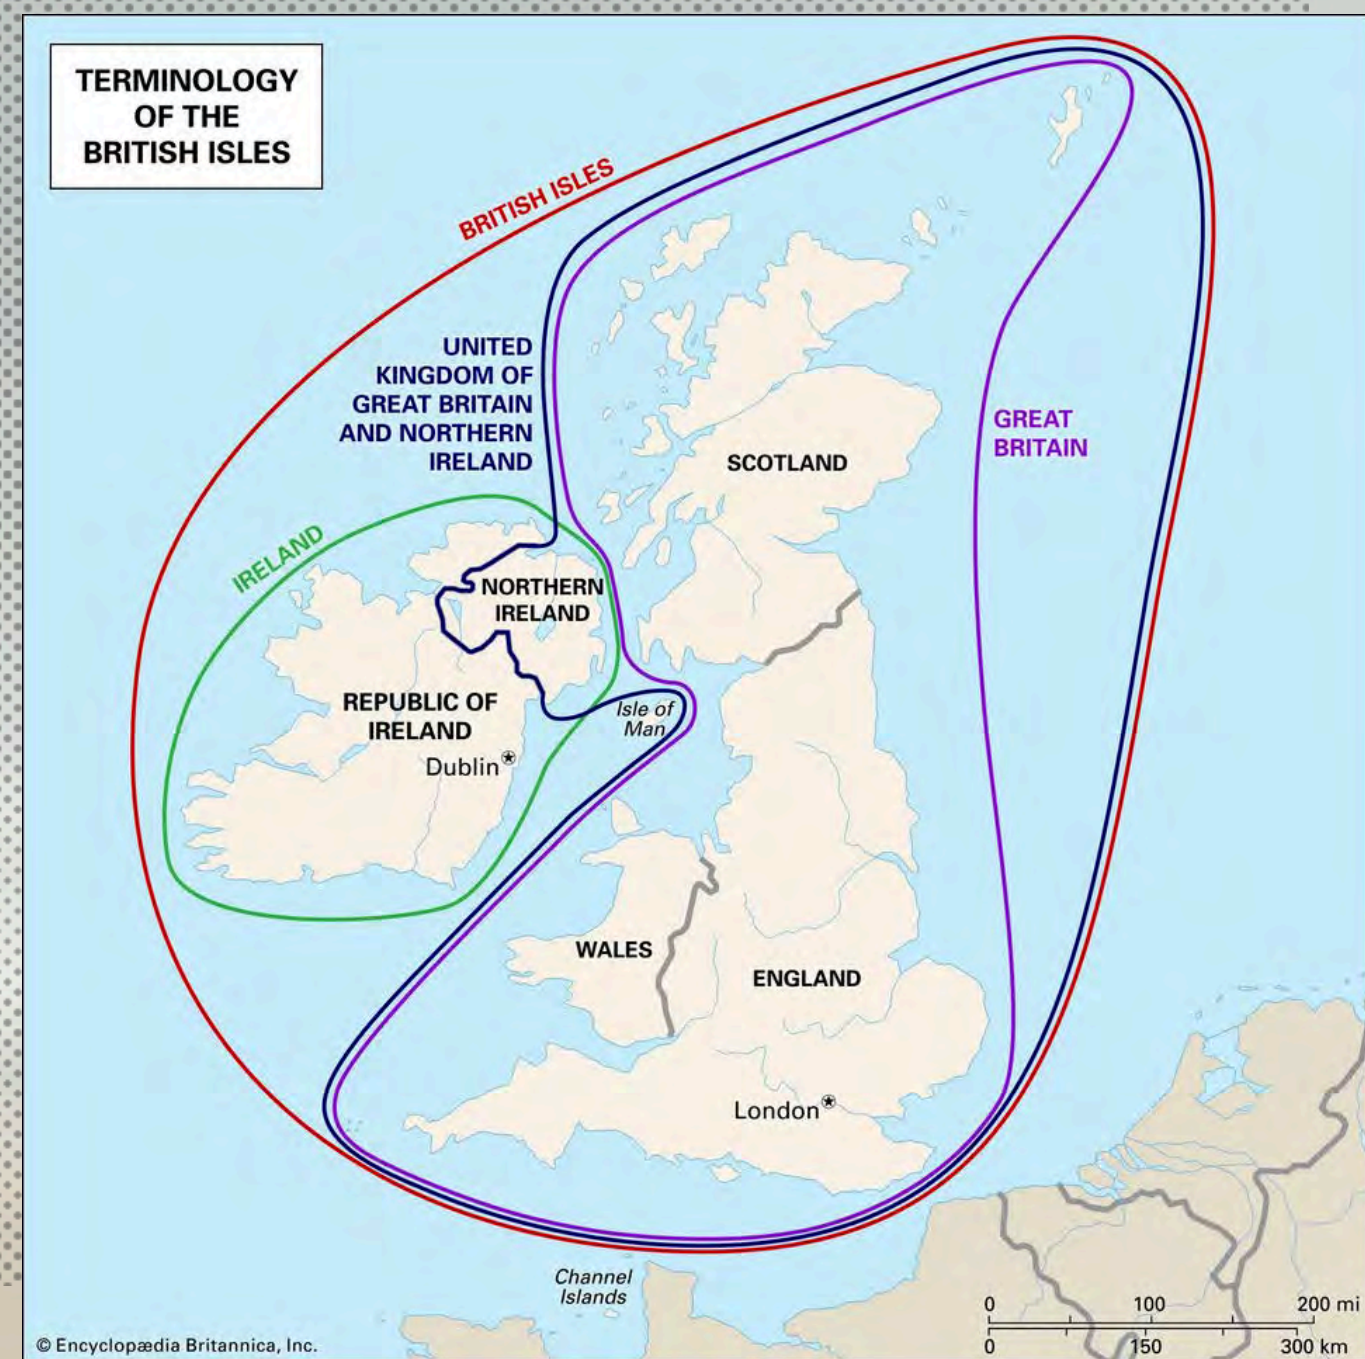 TERMINOLOGY
OF THE
BRITISH ISLES
BRITISH ISLES
UNITED
KINGDOM OF
GREAT BRITAIN
AND NORTHERN
IRELAND
GREAT
BRITAIN
SCOTLAND
IRELAND
NORTHERN
IRELAND
REPUBLIC OF
IRELAND
Isle of
Man
Dublin
WALES
ENGLAND
London
Channel
Islands
0 100 200 mi
0 150 300 km
© Encyclopædia Britannica, Inc.